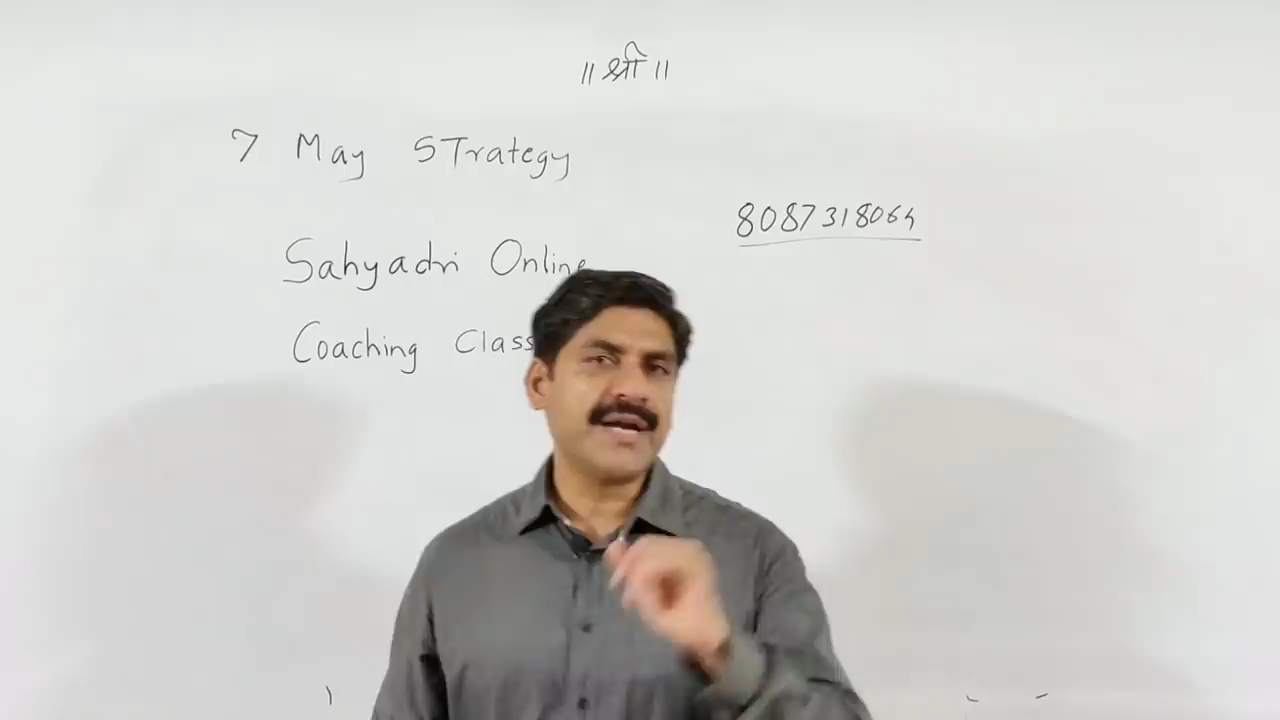 ॥ श्री ॥
7 May STrategy
8087318064
Sahyadri Online
Coaching Class